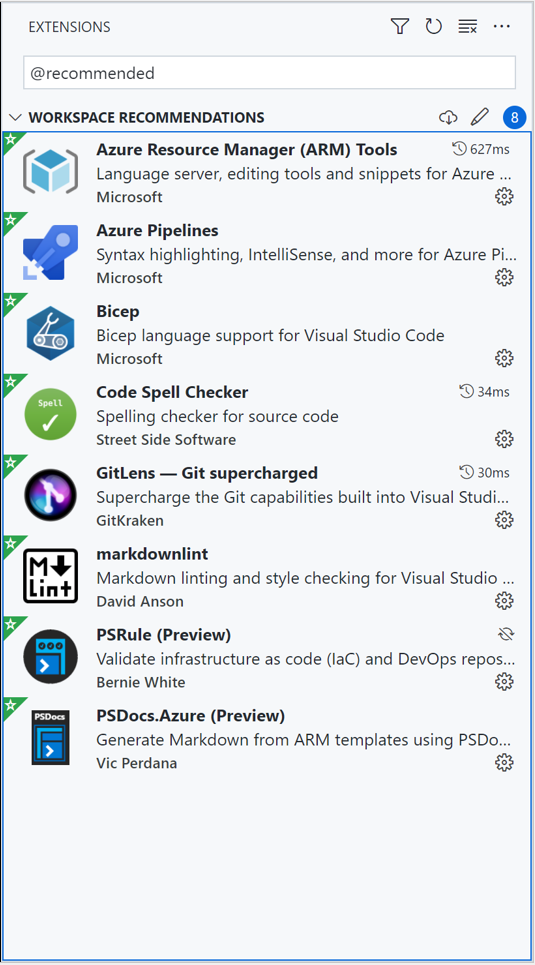 EXTENSIONS
@recommended
WORKSPACE RECOMMENDATIONS 8
Azure Resource Manager (ARM) Tools 627ms
Language server, editing tools and snippets for Azure ...
Microsoft
Azure Pipelines
Syntax highlighting, IntelliSense, and more for Azure Pi...
Microsoft
Bicep
Bicep language support for Visual Studio Code
Microsoft
Spell
Code Spell Checker 34ms
Spelling checker for source code
Street Side Software
GitLens — Git supercharged 30ms
Supercharge the Git capabilities built into Visual Studi...
GitKraken
M
Lint
markdownlint
Markdown linting and style checking for Visual Studio ...
David Anson
PSRule (Preview)
Validate infrastructure as code (IaC) and DevOps repos...
Bernie White
PSDocs
PSDocs.Azure (Preview)
Generate Markdown from ARM templates using PSDo...
Vic Perdana